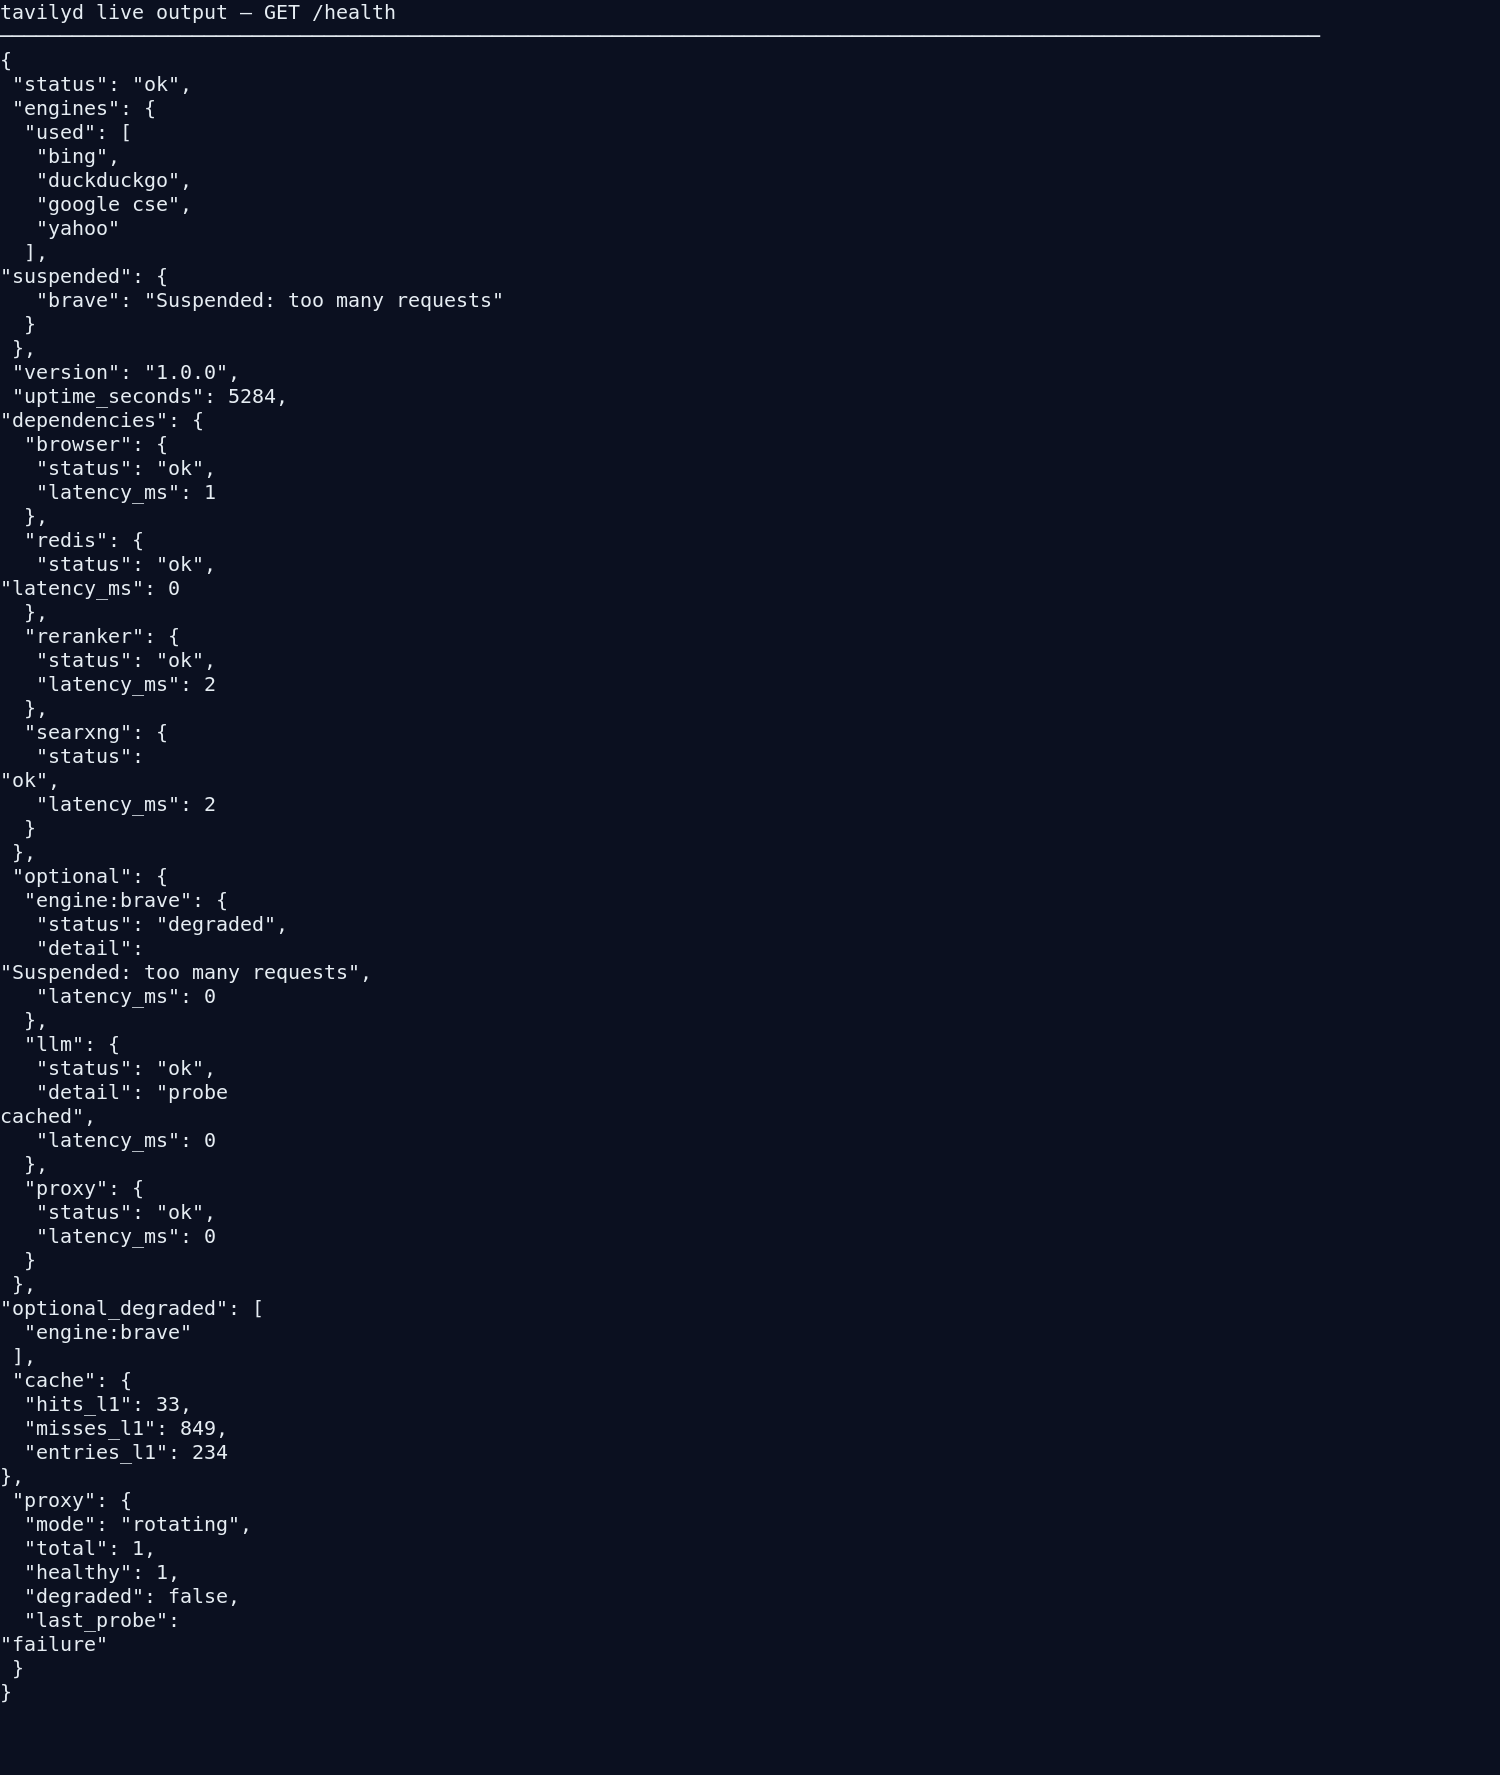 tavilyd live output — GET /health
──────────────────────────────────────────────────────────────────────────────────────────────────────────────
{
 "status": "ok",
 "engines": {
  "used": [
   "bing",
   "duckduckgo",
   "google cse",
   "yahoo"
  ],
"suspended": {
   "brave": "Suspended: too many requests"
  }
 },
 "version": "1.0.0",
 "uptime_seconds": 5284,
"dependencies": {
  "browser": {
   "status": "ok",
   "latency_ms": 1
  },
  "redis": {
   "status": "ok",
"latency_ms": 0
  },
  "reranker": {
   "status": "ok",
   "latency_ms": 2
  },
  "searxng": {
   "status":
"ok",
   "latency_ms": 2
  }
 },
 "optional": {
  "engine:brave": {
   "status": "degraded",
   "detail":
"Suspended: too many requests",
   "latency_ms": 0
  },
  "llm": {
   "status": "ok",
   "detail": "probe
cached",
   "latency_ms": 0
  },
  "proxy": {
   "status": "ok",
   "latency_ms": 0
  }
 },
"optional_degraded": [
  "engine:brave"
 ],
 "cache": {
  "hits_l1": 33,
  "misses_l1": 849,
  "entries_l1": 234
},
 "proxy": {
  "mode": "rotating",
  "total": 1,
  "healthy": 1,
  "degraded": false,
  "last_probe":
"failure"
 }
}